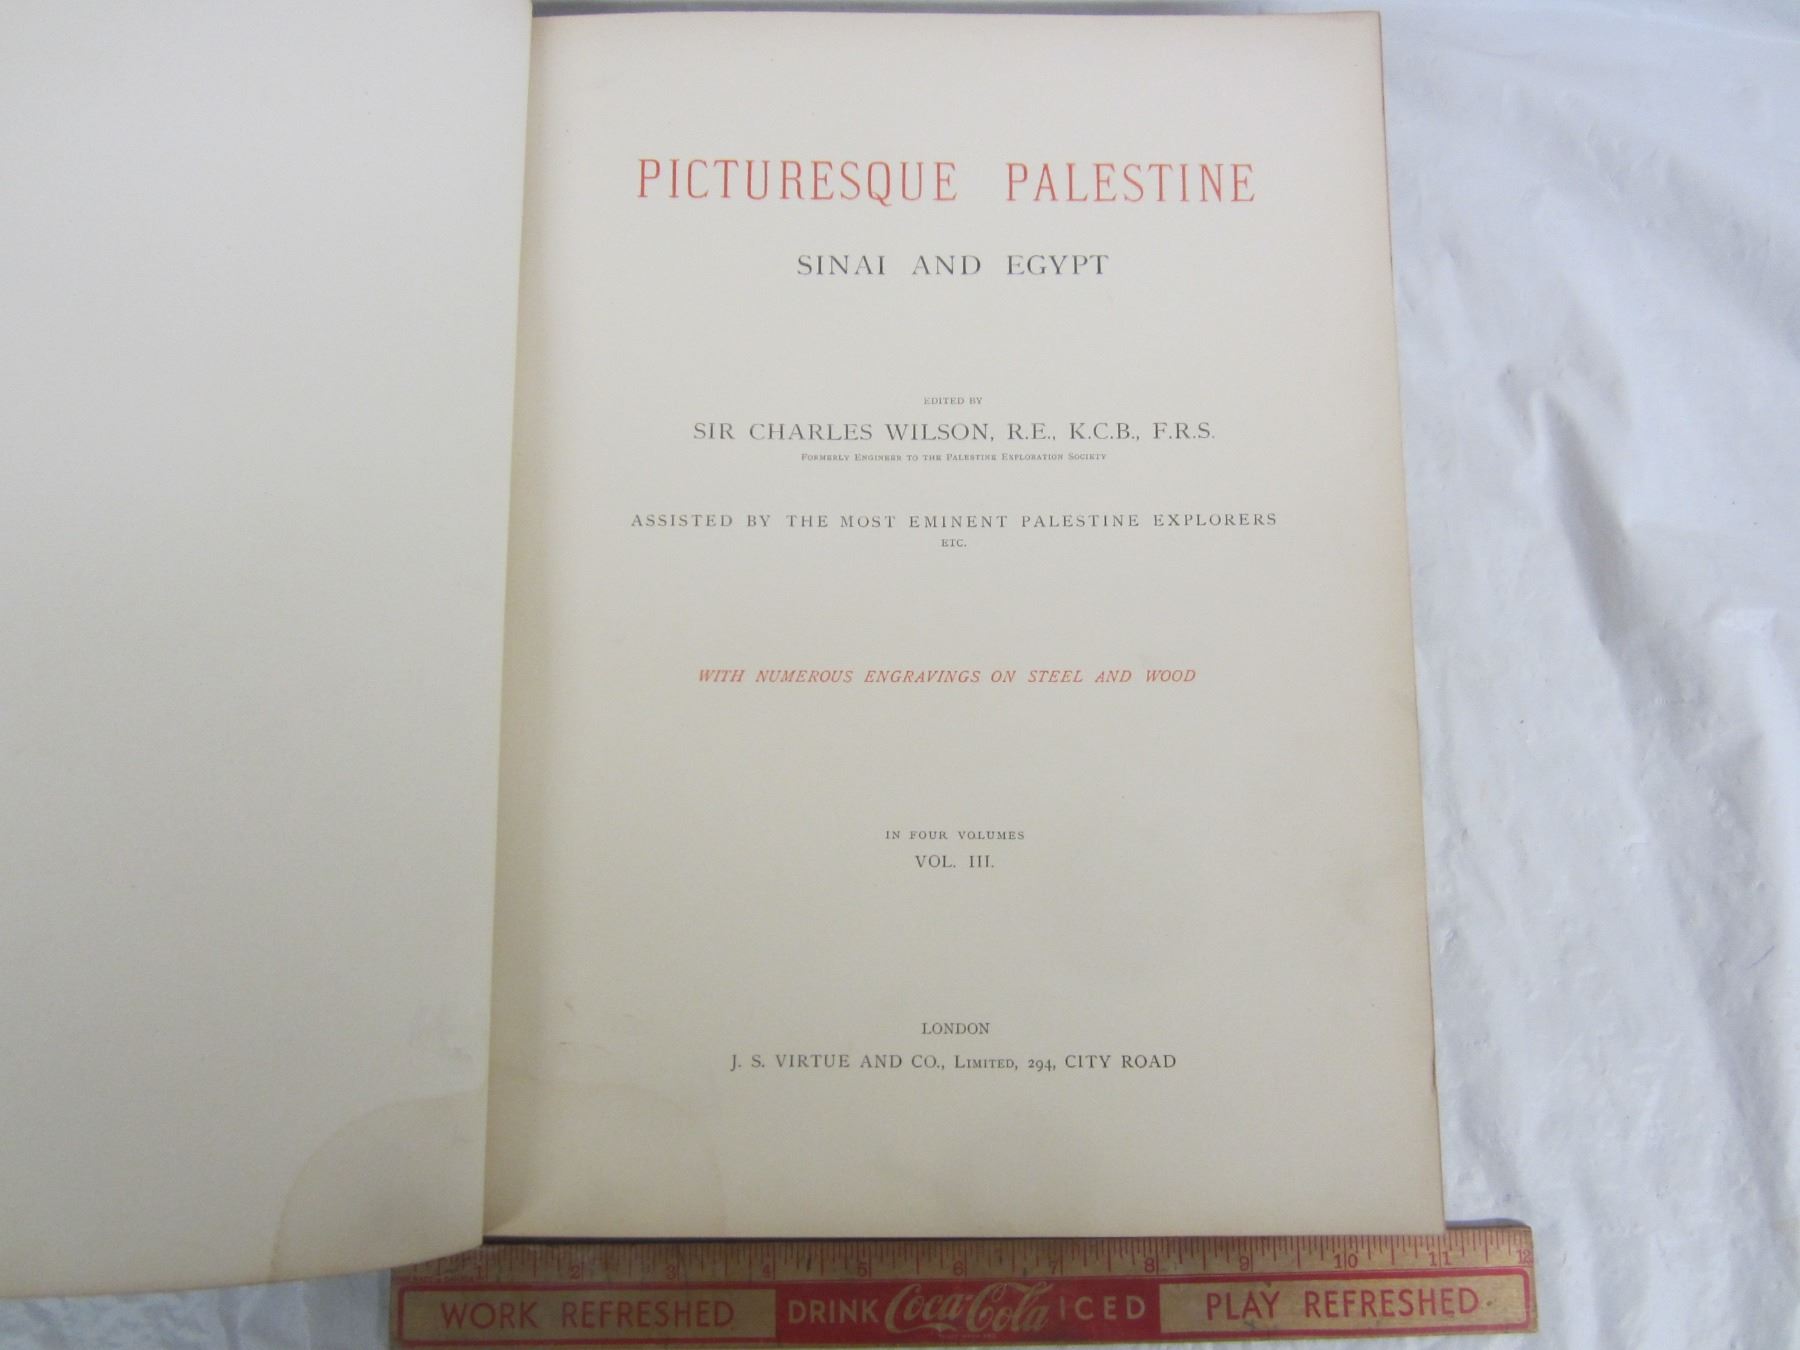 PICTURESQUE PALESTINE
SINAI AND EGYPT
EDITED BY
SIR CHARLES WILSON, R.E., K.C.B., F.R.S.
FORMERLY ENGINEER TO THE PALESTINE EXPLORATION SOCIETY
ASSISTED BY THE MOST EMINENT PALESTINE EXPLORERS
ETC.
WITH NUMEROUS ENGRAVINGS ON STEEL AND WOOD
IN FOUR VOLUMES
VOL. III.
LONDON
J. S. VIRTUE AND CO., LIMITED, 294, CITY ROAD
1 2 3 4 5 6 7 8 9 10 11 12
WORK REFRESHED DRINK Coca-Cola ICED PLAY REFRESHED